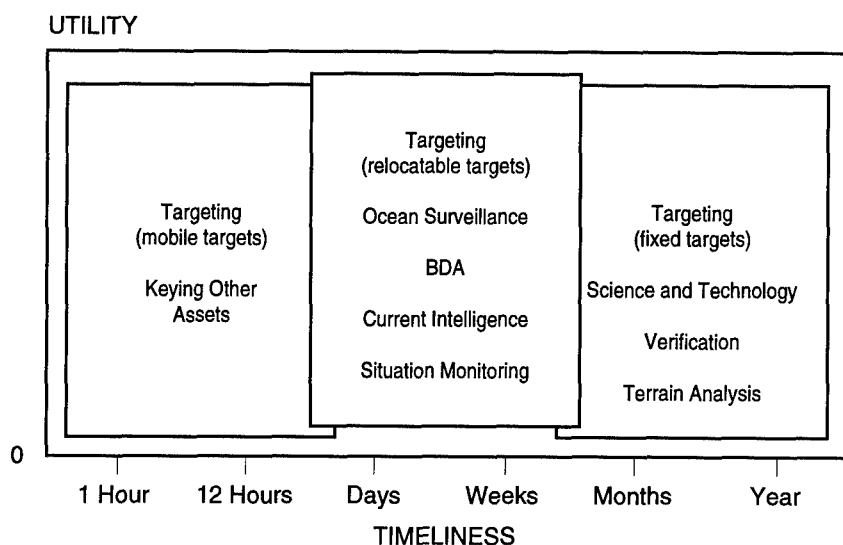 UTILITY
Targeting
(mobile targets)
Keying Other
Assets
Targeting
(relocatable targets)
Ocean Surveillance
BDA
Current Intelligence
Situation Monitoring
Targeting
(fixed targets)
Science and Technology
Verification
Terrain Analysis
0
1 Hour
12 Hours
Days
Weeks
Months
Year
TIMELINESS